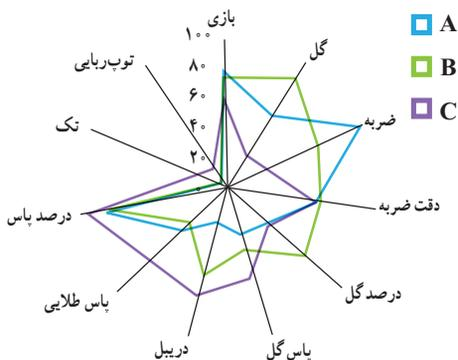 بازی
گل
ضربه
دقت ضربه
درصد گل
پاس گل
دریبل
پاس طلایی
درصد پاس
تک
توپ‌ربایی
۱۰۰
۸۰
۶۰
۴۰
۲۰
۰
A
B
C